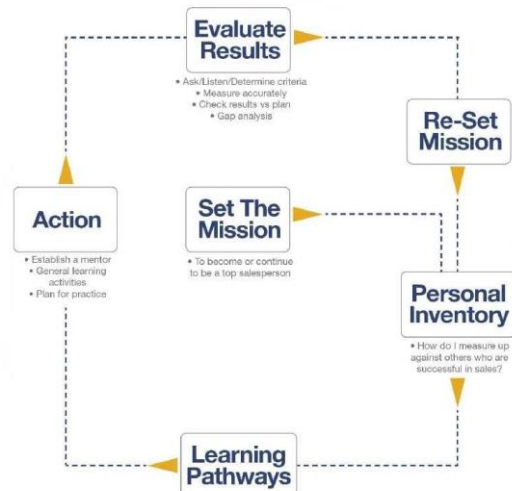 Evaluate
Results
• Ask/Listen/Determine criteria
• Measure accurately
• Check results vs plan
• Gap analysis
Re-Set
Mission
Action
• Establish a mentor
• General learning
activities
• Plan for practice
Set The
Mission
• To become or continue
to be a top salesperson
Personal
Inventory
• How do I measure up
against others who are
successful in sales?
Learning
Pathways